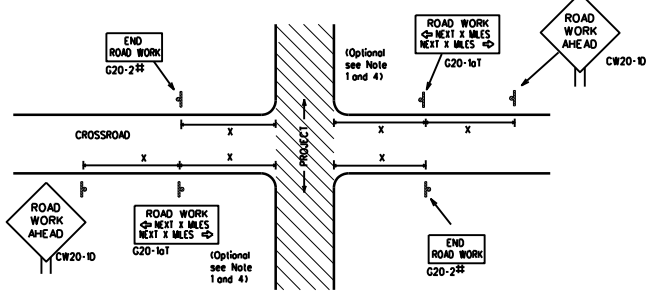 ROAD
WORK
AHEAD
CW20-1D
ROAD WORK
⇦ NEXT X MILES
NEXT X MILES ⇨
G20-1aT
(Optional
see Note
1 and 4)
END
ROAD WORK
G20-2#
X
X
X
CROSSROAD
PROJECT
X
X
X
ROAD
WORK
AHEAD
CW20-1D
ROAD WORK
⇦ NEXT X MILES
NEXT X MILES ⇨
G20-1aT
(Optional
see Note
1 and 4)
END
ROAD WORK
G20-2#